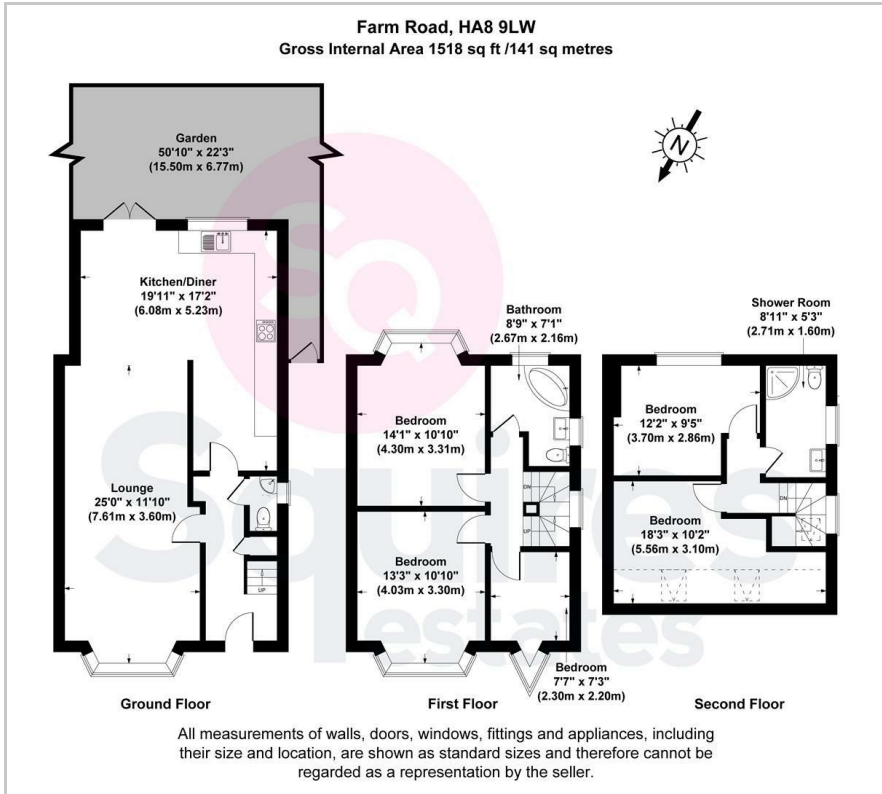 Farm Road, HA8 9LW
Gross Internal Area 1518 sq ft /141 sq metres
Garden
50'10" x 22'3"
(15.50m x 6.77m)
N
SQ
Squires
estates
Kitchen/Diner
19'11" x 17'2"
(6.08m x 5.23m)
Lounge
25'0" x 11'10"
(7.61m x 3.60m)
UP
Ground Floor
Bathroom
8'9" x 7'1"
(2.67m x 2.16m)
Bedroom
14'1" x 10'10"
(4.30m x 3.31m)
DN
UP
Bedroom
13'3" x 10'10"
(4.03m x 3.30m)
Bedroom
7'7" x 7'3"
(2.30m x 2.20m)
First Floor
Shower Room
8'11" x 5'3"
(2.71m x 1.60m)
Bedroom
12'2" x 9'5"
(3.70m x 2.86m)
DN
Bedroom
18'3" x 10'2"
(5.56m x 3.10m)
Second Floor
All measurements of walls, doors, windows, fittings and appliances, including
their size and location, are shown as standard sizes and therefore cannot be
regarded as a representation by the seller.